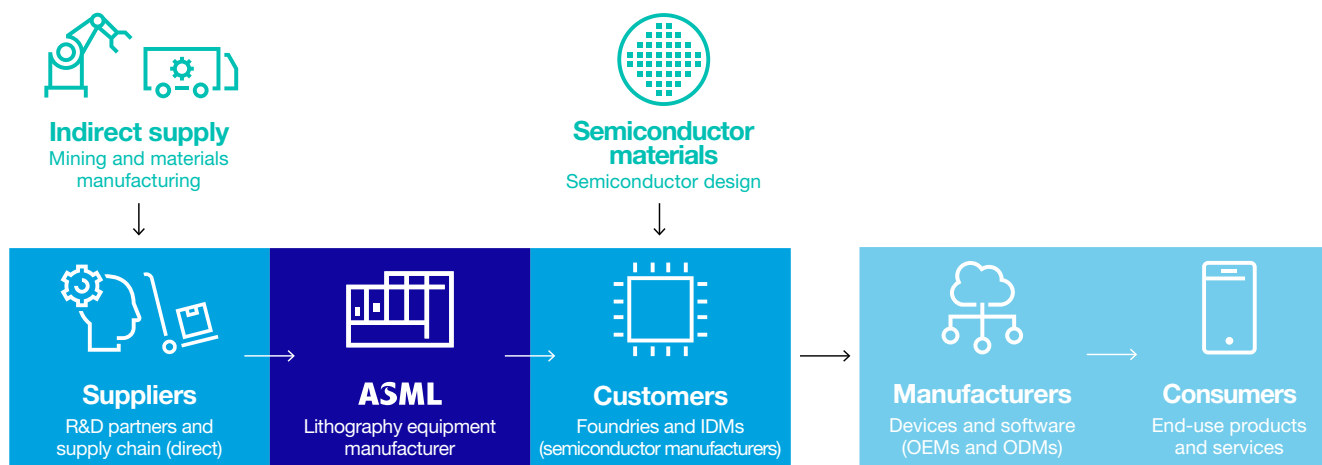 Indirect supply
Mining and materials
manufacturing
Semiconductor
materials
Semiconductor design
Suppliers
R&D partners and
supply chain (direct)
ASML
Lithography equipment
manufacturer
Customers
Foundries and IDMs
(semiconductor manufacturers)
Manufacturers
Devices and software
(OEMs and ODMs)
Consumers
End-use products
and services